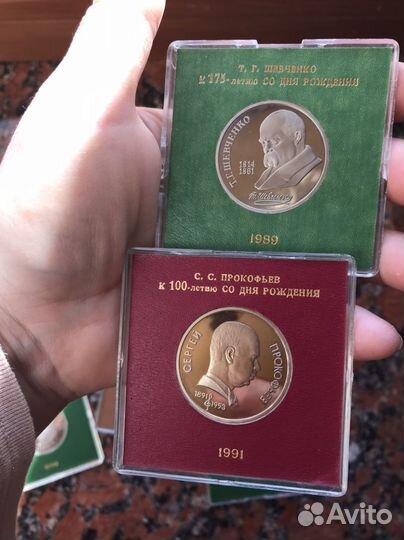 Т. Г. ШЕВЧЕНКО
К 175-летию СО ДНЯ РОЖДЕНИЯ
Т.Г. ШЕВЧЕНКО
1814
1861
1989
С. С. ПРОКОФЬЕВ
К 100-летию СО ДНЯ РОЖДЕНИЯ
СЕРГЕЙ ПРОКОФЬЕВ
1891
1953
1991
Avito